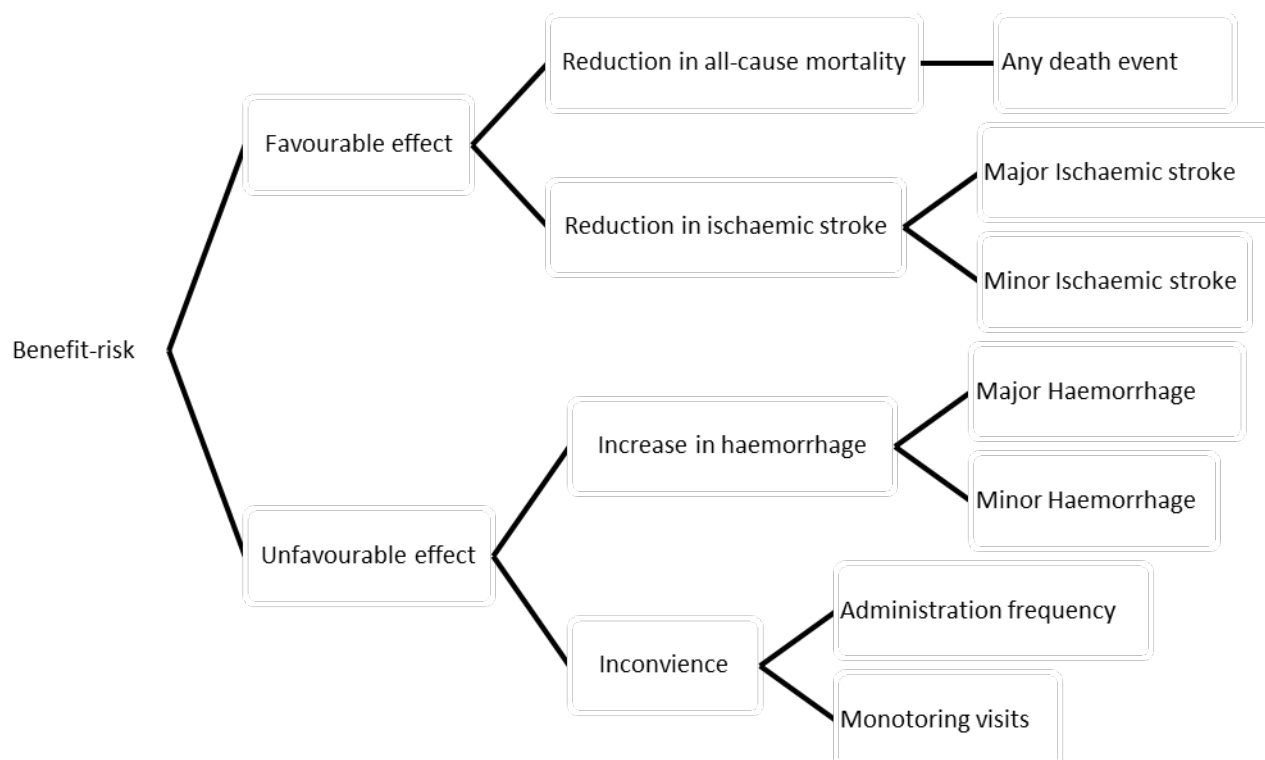 Reduction in all-cause mortality
Any death event
Favourable effect
Major Ischaemic stroke
Reduction in ischaemic stroke
Minor Ischaemic stroke
Benefit-risk
Major Haemorrhage
Increase in haemorrhage
Minor Haemorrhage
Unfavourable effect
Administration frequency
Inconvience
Monotoring visits